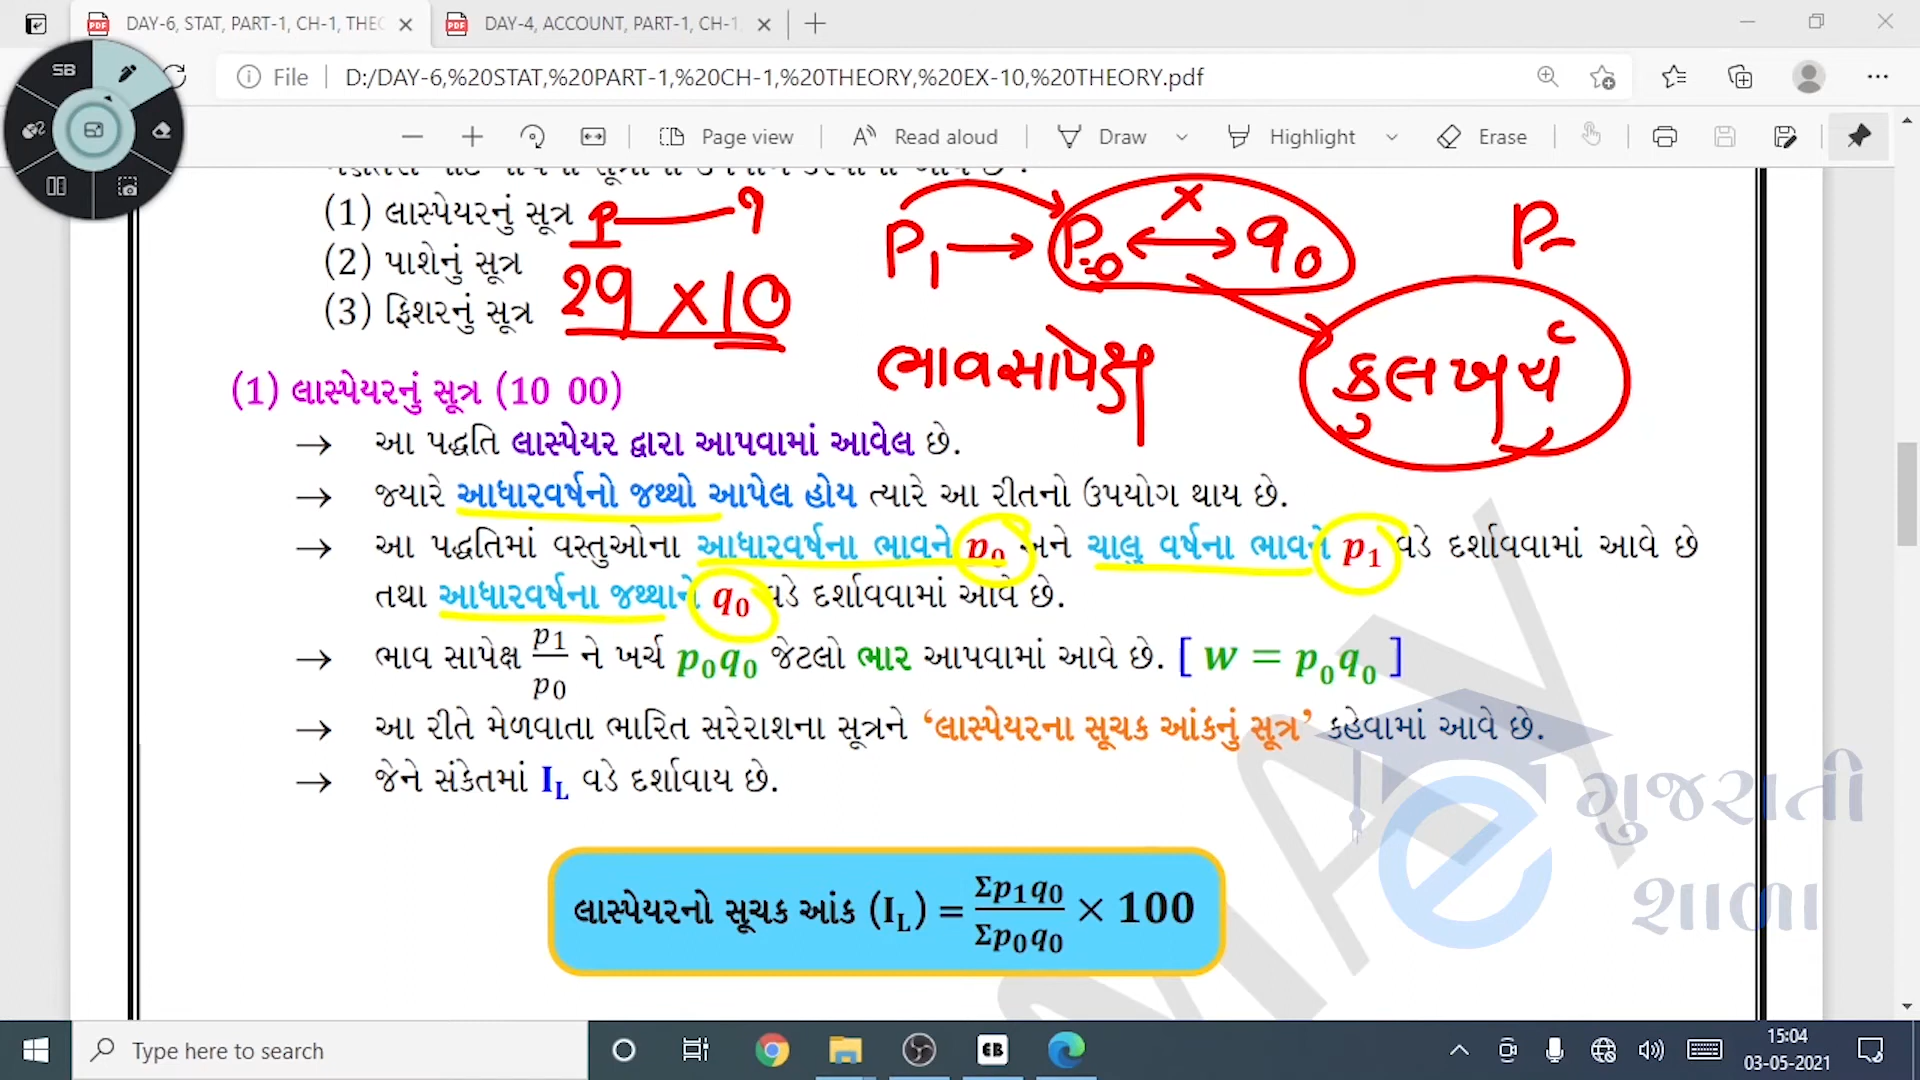 DAY-6, STAT, PART-1, CH-1, THEO
DAY-4, ACCOUNT, PART-1, CH-1,
SB
File
D:/DAY-6,%20STAT,%20PART-1,%20CH-1,%20THEORY,%20EX-10,%20THEORY.pdf
Page view
Read aloud
Draw
Highlight
Erase
(1) લાસ્પેયરનું સૂત્ર
(2) પાશેનું સૂત્ર
(3) ફિશરનું સૂત્ર
P q
29 × 10
P₁ → P₀ ↔ × q₀
P
ભાવસાપેક્ષ
કુલ ખર્ચ
(1) લાસ્પેયરનું સૂત્ર (10 00)
→ આ પદ્ધતિ લાસ્પેયર દ્વારા આપવામાં આવેલ છે.
→ જ્યારે આધારવર્ષનો જથ્થો આપેલ હોય ત્યારે આ રીતનો ઉપયોગ થાય છે.
→ આ પદ્ધતિમાં વસ્તુઓના આધારવર્ષના ભાવને p₀ અને ચાલુ વર્ષના ભાવને p₁ વડે દર્શાવવામાં આવે છે
તથા આધારવર્ષના જથ્થાને q₀ વડે દર્શાવવામાં આવે છે.
→ ભાવ સાપેક્ષ p₁/p₀ ને ખર્ચ p₀q₀ જેટલો ભાર આપવામાં આવે છે. [ w = p₀q₀ ]
→ આ રીતે મેળવાતા ભારિત સરેરાશના સૂત્રને ‘લાસ્પેયરના સૂચક આંકનું સૂત્ર’ કહેવામાં આવે છે.
→ જેને સંકેતમાં I_L વડે દર્શાવાય છે.
લાસ્પેયરનો સૂચક આંક (I_L) = Σp₁q₀/Σp₀q₀ × 100
e ગુજરાતી
શાળા
Type here to search
15:04
03-05-2021